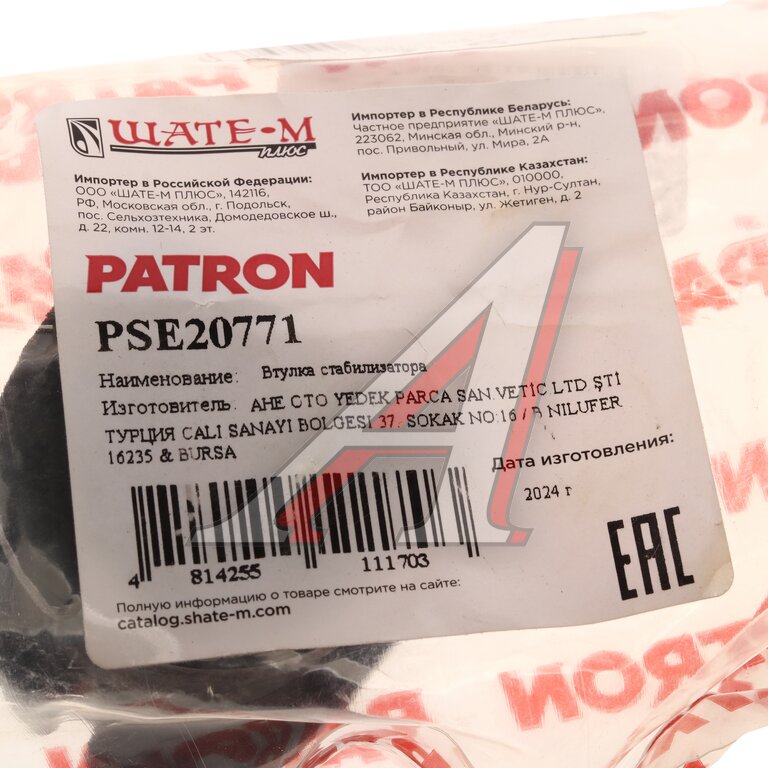 ШАТЕ-М
плюс
Импортер в Республике Беларусь:
Частное предприятие «ШАТЕ-М ПЛЮС»,
223062, Минская обл., Минский р-н,
пос. Привольный, ул. Мира, 2А
Импортер в Российской Федерации:
ООО «ШАТЕ-М ПЛЮС», 142116,
РФ, Московская обл., г. Подольск,
пос. Сельхозтехника, Домодедовское ш.,
д. 22, комн. 12-14, 2 эт.
Импортер в Республике Казахстан:
ТОО «ШАТЕ-М ПЛЮС», 010000,
Республика Казахстан, г. Нур-Султан,
район Байконыр, ул. Жетиген, д. 2
PATRON
PSE20771
Наименование: Втулка стабилизатора
Изготовитель: AHE OTO YEDEK PARCA SAN.VETİC LTD ŞTİ
ТУРЦИЯ CALI SANAYI BOLGESI 37. SOKAK NO:16 / B NILUFER
16235 & BURSA
Дата изготовления:
2024 г
4 814255 111703
EAC
Полную информацию о товаре смотрите на сайте:
catalog.shate-m.com
PATRON